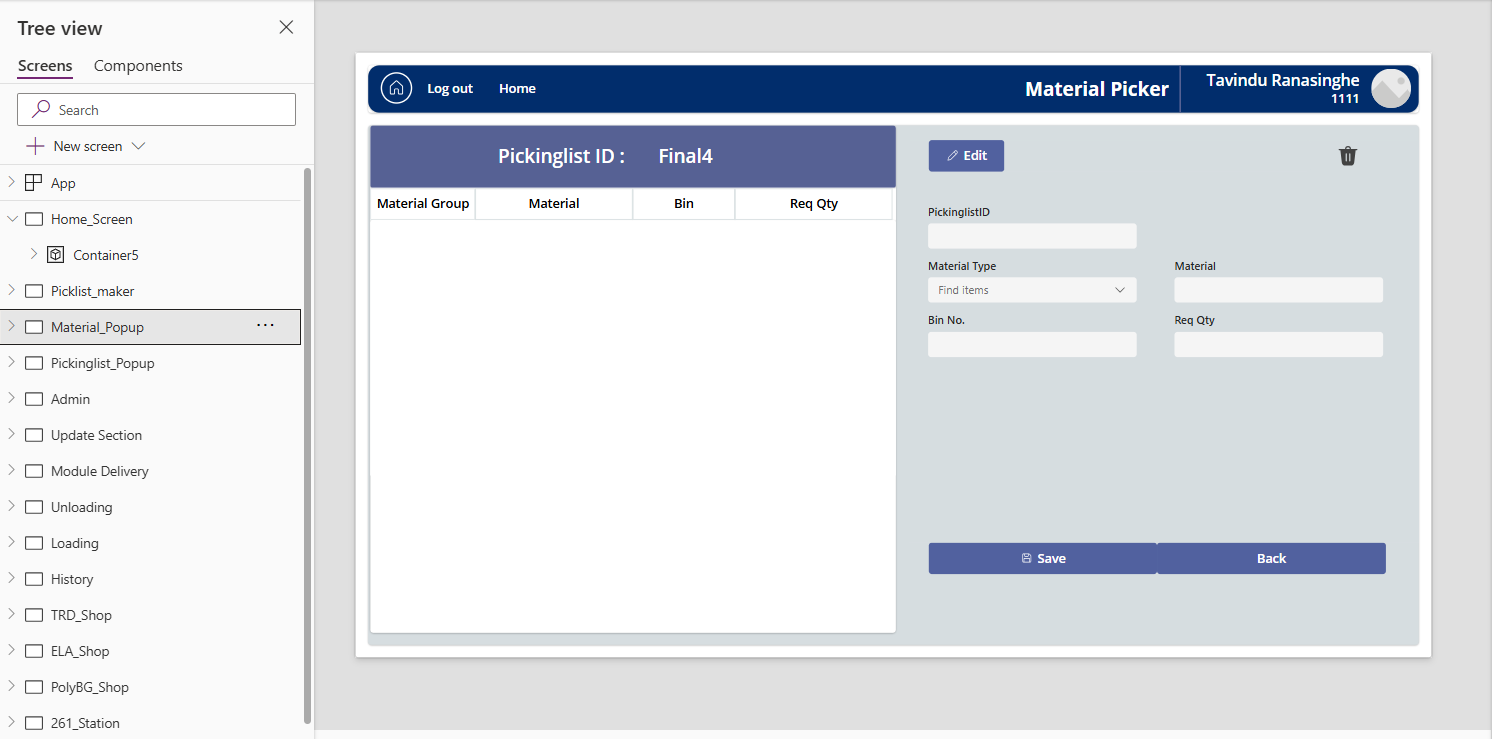 Tree view
Screens Components
Search
New screen
App
Home_Screen
Container5
Picklist_maker
Material_Popup ...
Pickinglist_Popup
Admin
Update Section
Module Delivery
Unloading
Loading
History
TRD_Shop
ELA_Shop
PolyBG_Shop
261_Station
Log out Home
Material Picker
Tavindu Ranasinghe
1111
Pickinglist ID : Final4
Material Group Material Bin Req Qty
Edit
PickinglistID
Material Type Material
Find items
Bin No. Req Qty
Save Back